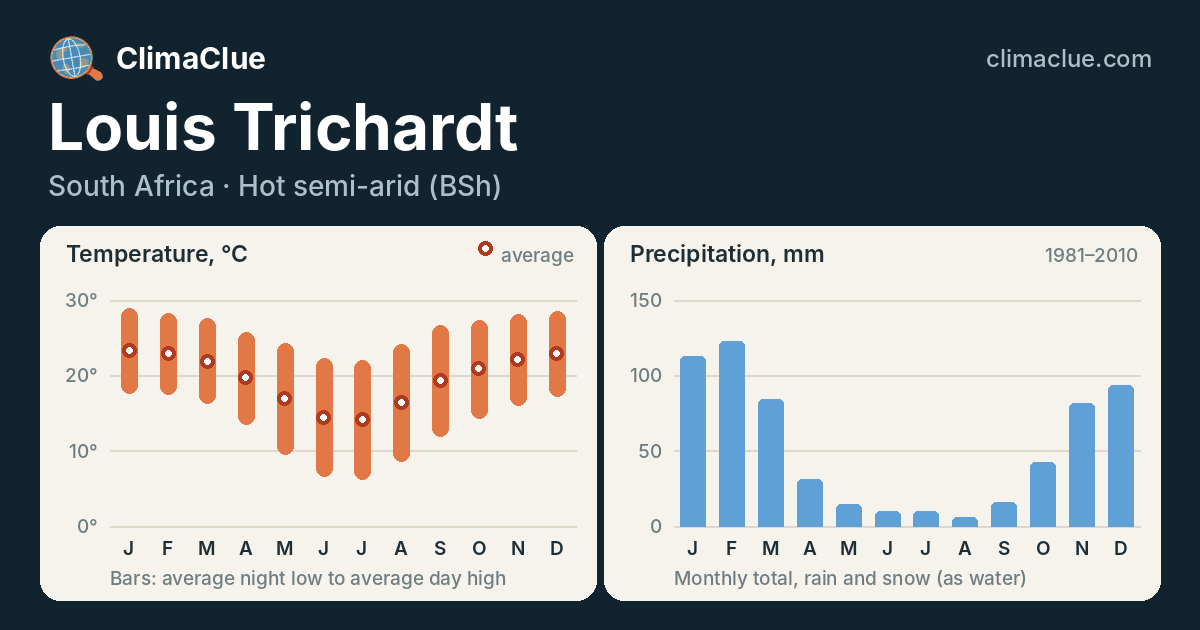 ClimaClue
climaclue.com
Louis Trichardt
South Africa · Hot semi-arid (BSh)
Temperature, °C
average
30°
20°
10°
0°
J F M A M J J A S O N D
Bars: average night low to average day high
Precipitation, mm
1981–2010
150
100
50
0
J F M A M J J A S O N D
Monthly total, rain and snow (as water)